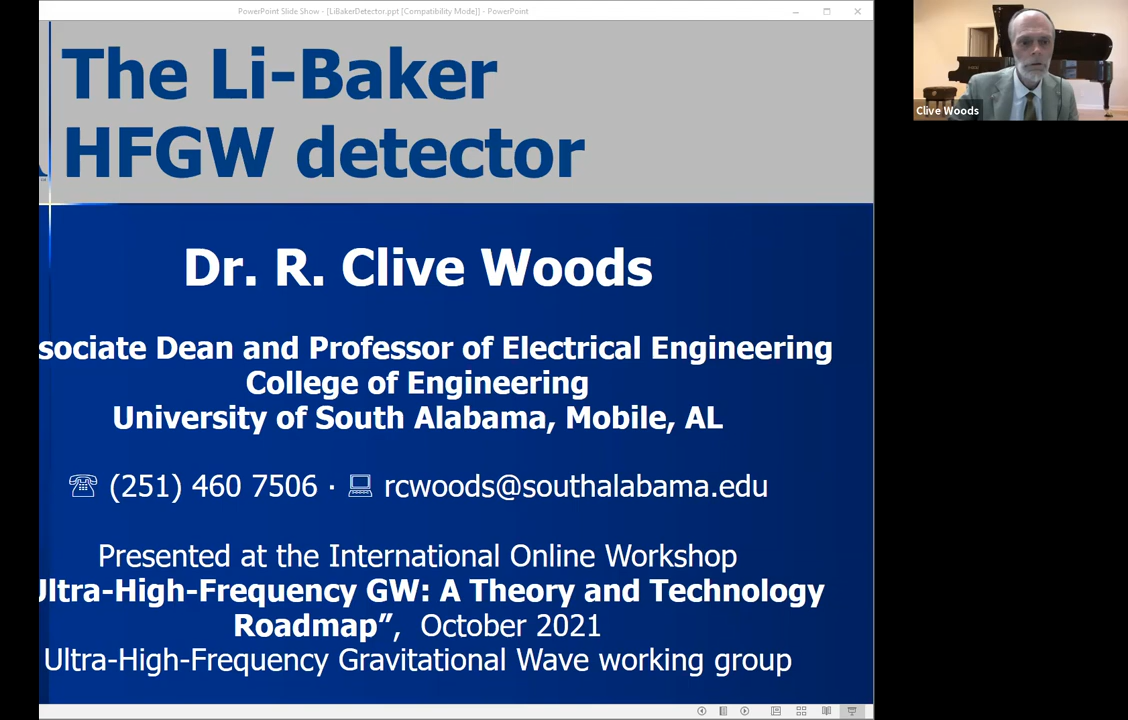 PowerPoint Slide Show - [LiBakerDetector.ppt [Compatibility Mode]] - PowerPoint
The Li-Baker
HFGW detector
Clive Woods
Dr. R. Clive Woods
sociate Dean and Professor of Electrical Engineering
College of Engineering
University of South Alabama, Mobile, AL
(251) 460 7506 · rcwoods@southalabama.edu
Presented at the International Online Workshop
Ultra-High-Frequency GW: A Theory and Technology
Roadmap”, October 2021
Ultra-High-Frequency Gravitational Wave working group